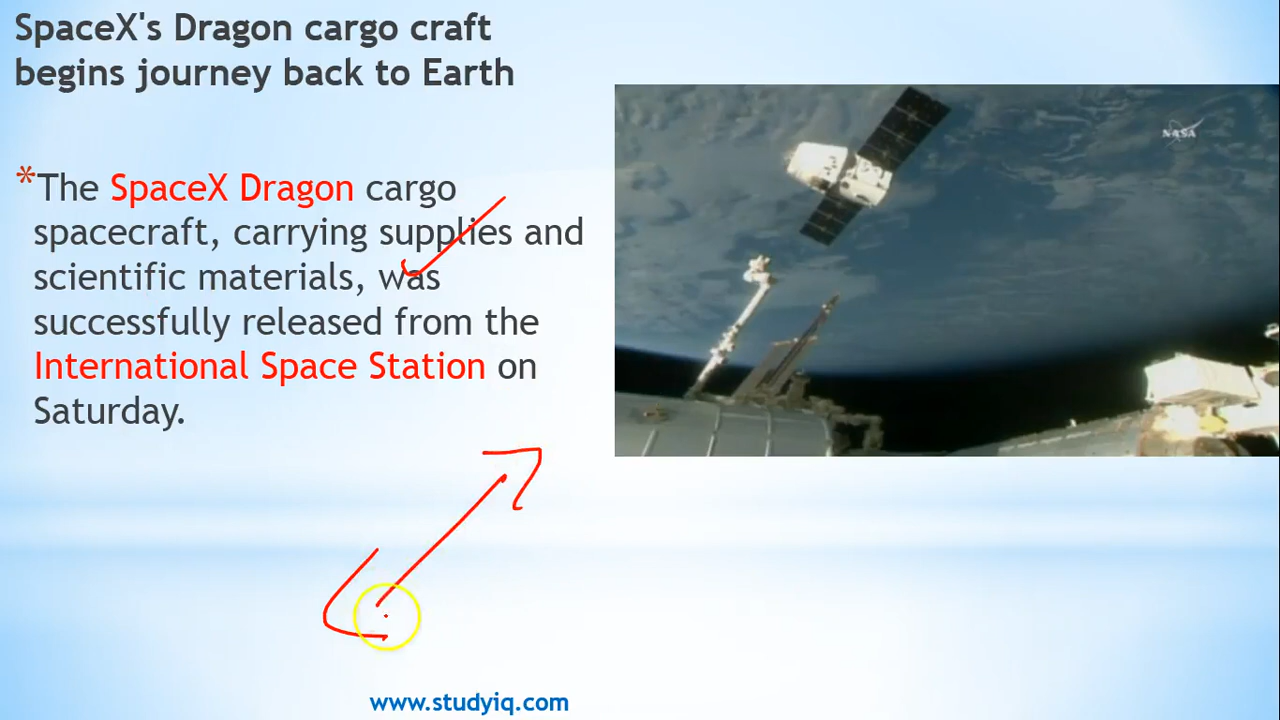 SpaceX's Dragon cargo craft
begins journey back to Earth
*The SpaceX Dragon cargo
spacecraft, carrying supplies and
scientific materials, was
successfully released from the
International Space Station on
Saturday.
NASA
www.studyiq.com